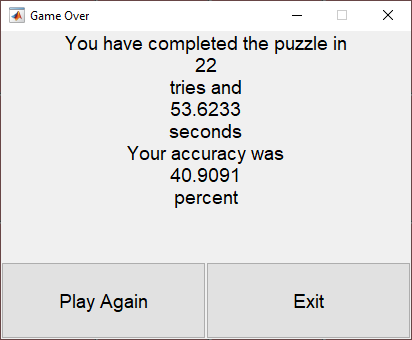 Game Over
You have completed the puzzle in
22
tries and
53.6233
seconds
Your accuracy was
40.9091
percent
Play Again
Exit